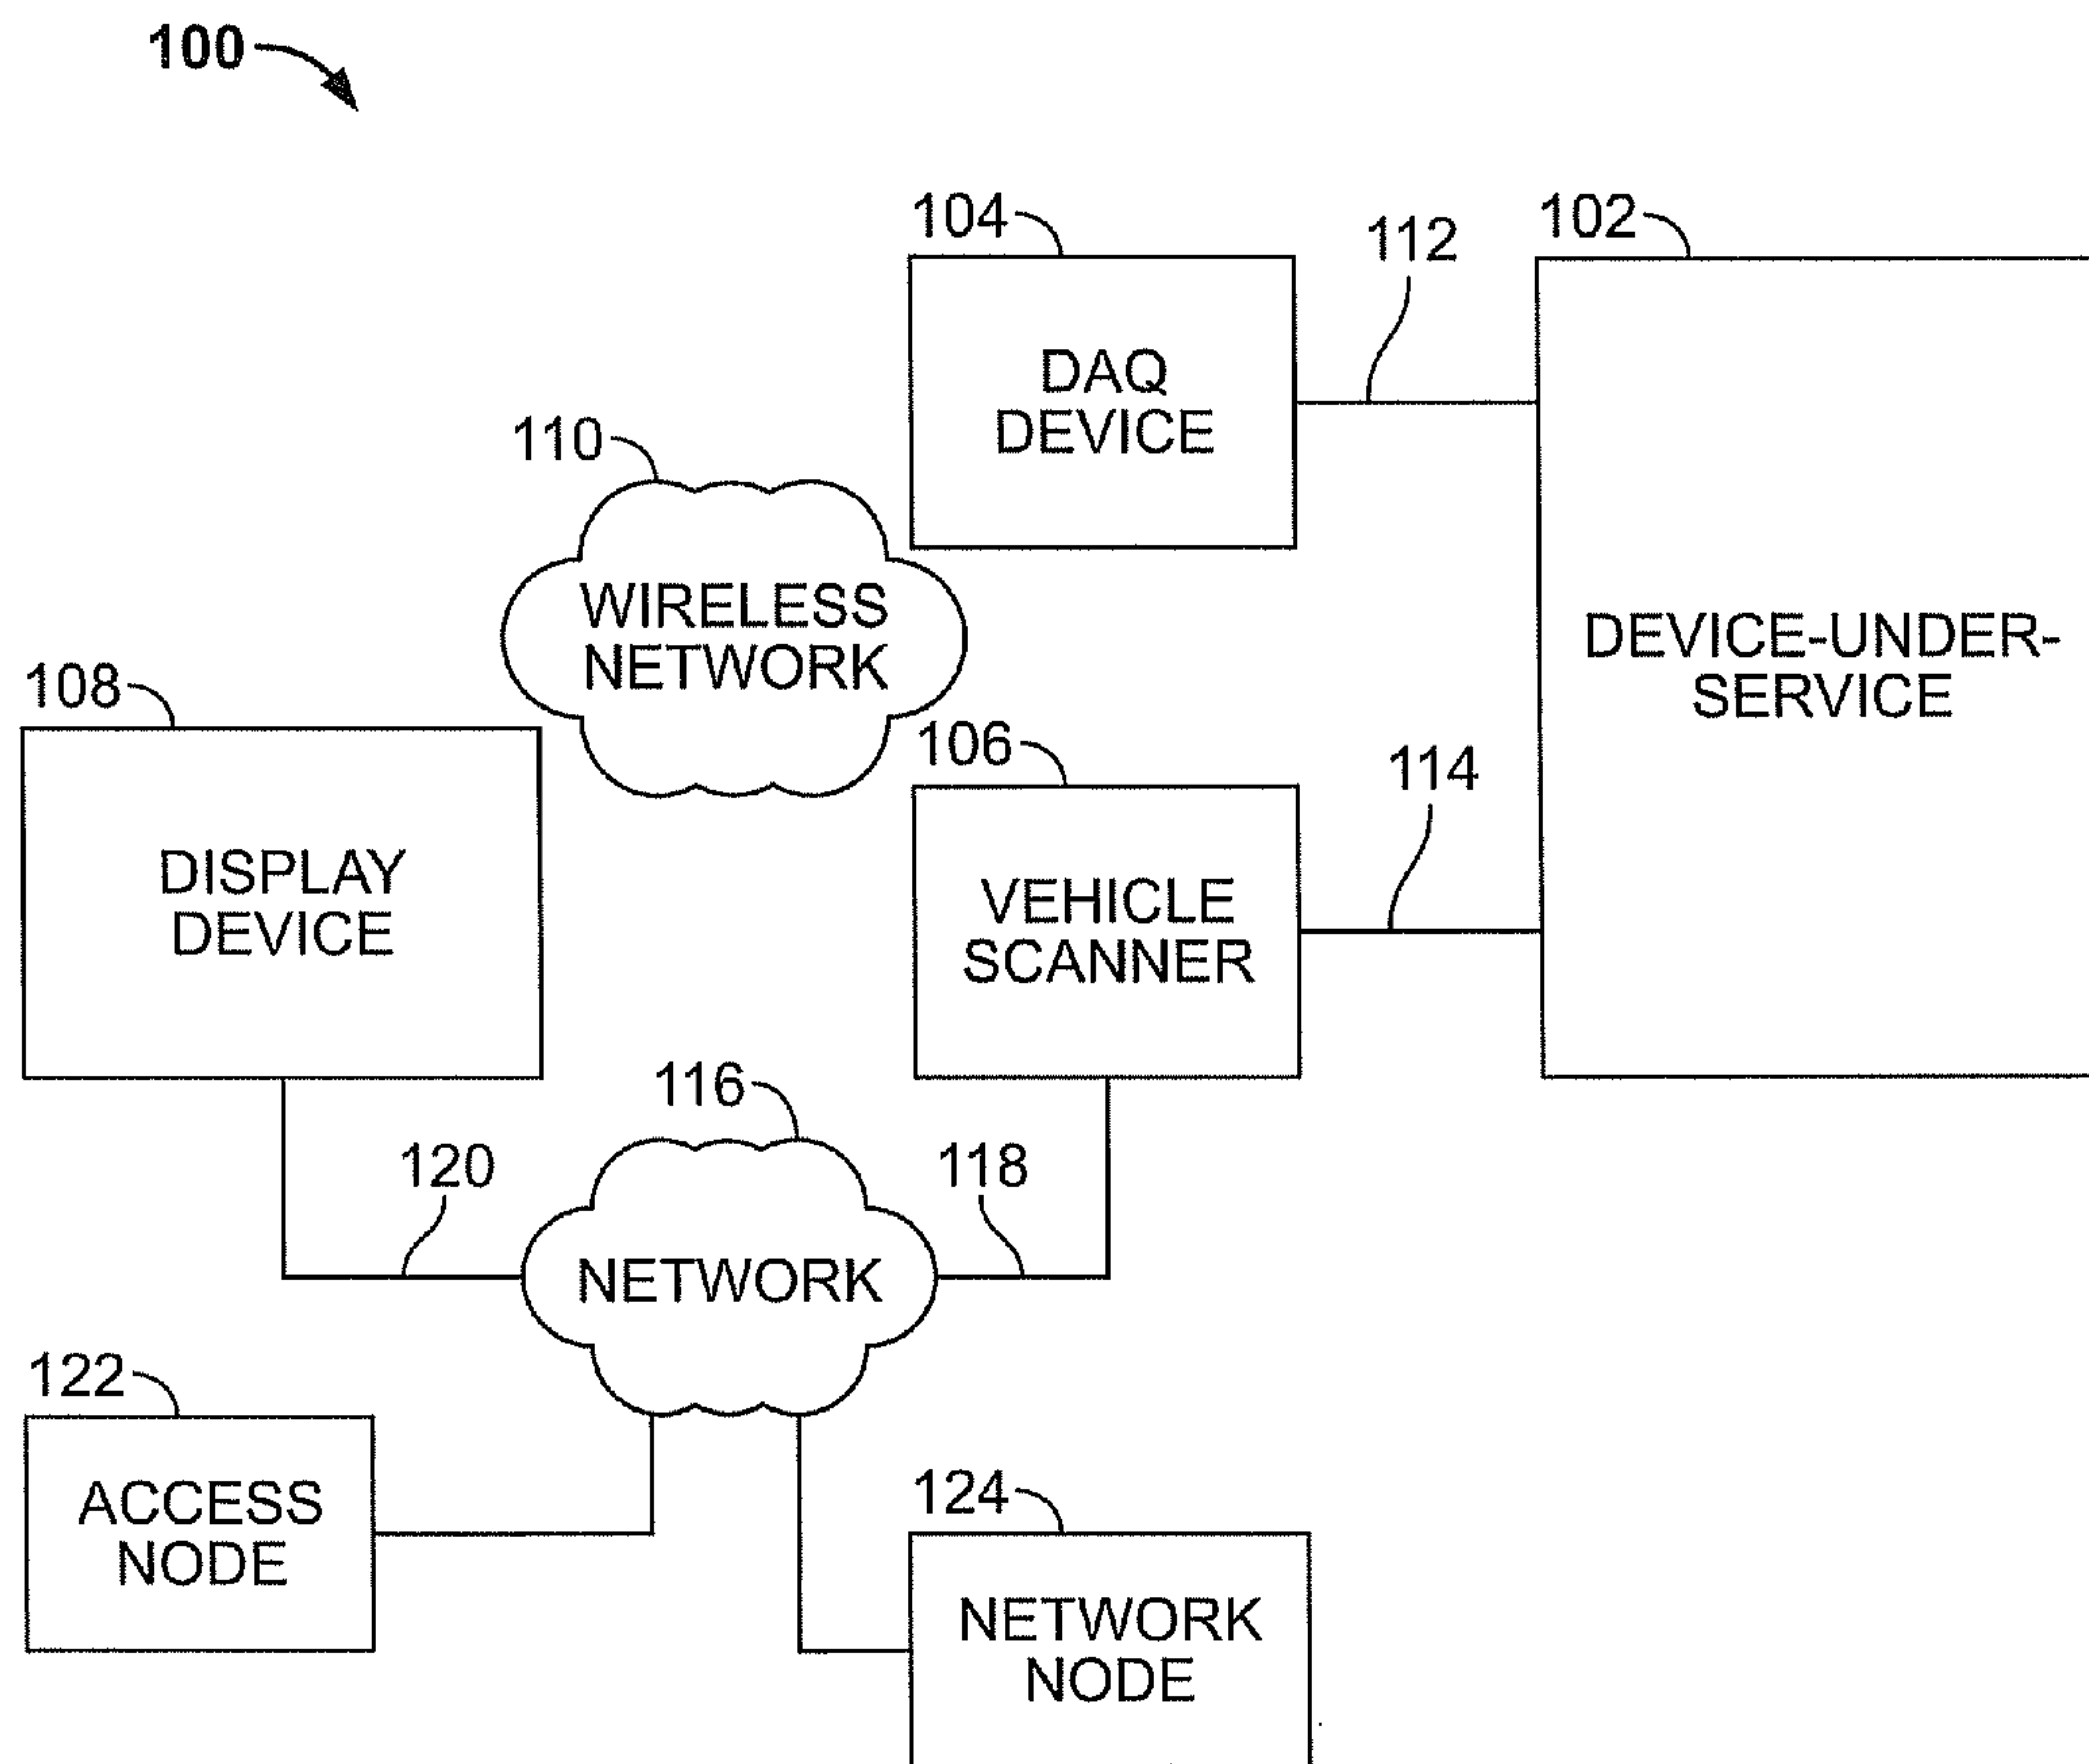 100
104
112
102
DAQ
DEVICE
110
WIRELESS
NETWORK
DEVICE-UNDER-
SERVICE
108
106
114
DISPLAY
DEVICE
VEHICLE
SCANNER
116
120
118
NETWORK
122
ACCESS
NODE
124
NETWORK
NODE